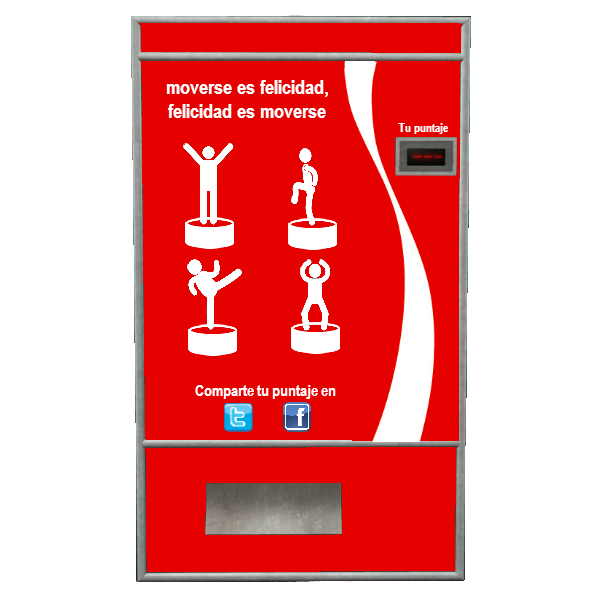 moverse es felicidad,
felicidad es moverse
Tu puntaje
Comparte tu puntaje en
t
f